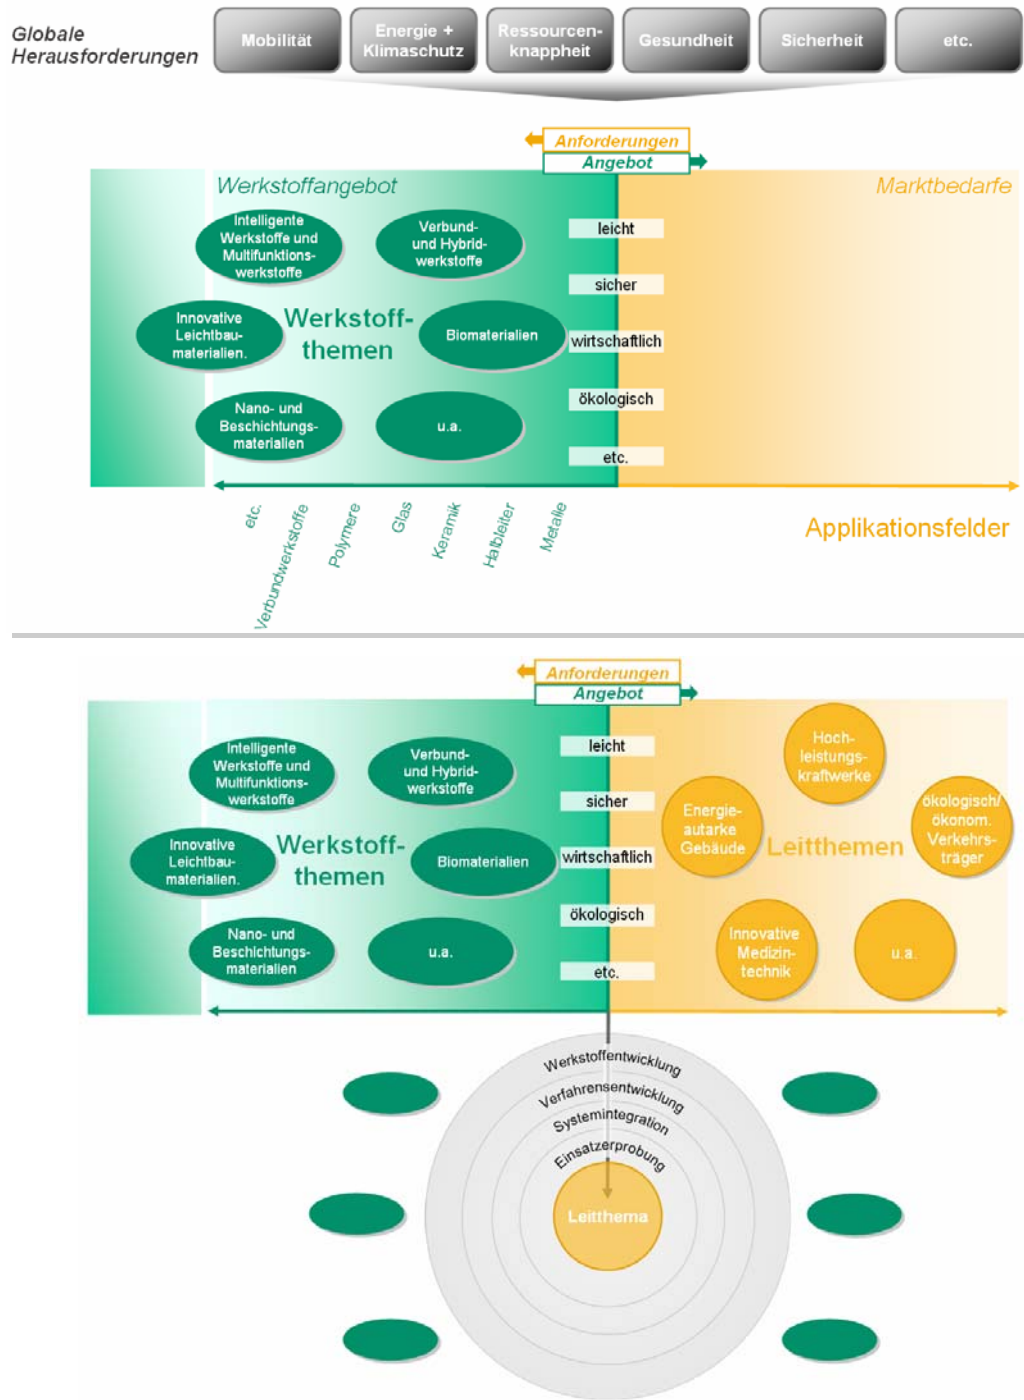 Globale
Herausforderungen
Mobilität
Energie +
Klimaschutz
Ressourcen-
knappheit
Gesundheit
Sicherheit
etc.
Anforderungen
Angebot
Werkstoffangebot
Marktbedarfe
Intelligente
Werkstoffe und
Multifunktions-
werkstoffe
Verbund-
und Hybrid-
werkstoffe
Innovative
Leichtbau-
materialien.
Werkstoff-
themen
Biomaterialien
Nano- und
Beschichtungs-
materialien
u.a.
leicht
sicher
wirtschaftlich
ökologisch
etc.
etc.
Verbundwerkstoffe
Polymere
Glas
Keramik
Halbleiter
Metalle
Applikationsfelder
Anforderungen
Angebot
Intelligente
Werkstoffe und
Multifunktions-
werkstoffe
Verbund-
und Hybrid-
werkstoffe
Innovative
Leichtbau-
materialien.
Werkstoff-
themen
Biomaterialien
Nano- und
Beschichtungs-
materialien
u.a.
leicht
sicher
wirtschaftlich
ökologisch
etc.
Hoch-
leistungs-
kraftwerke
Energie-
autarke
Gebäude
ökologisch/
ökonom.
Verkehrs-
träger
Leitthemen
Innovative
Medizin-
technik
u.a.
Werkstoffentwicklung
Verfahrensentwicklung
Systemintegration
Einsatzerprobung
Leitthema